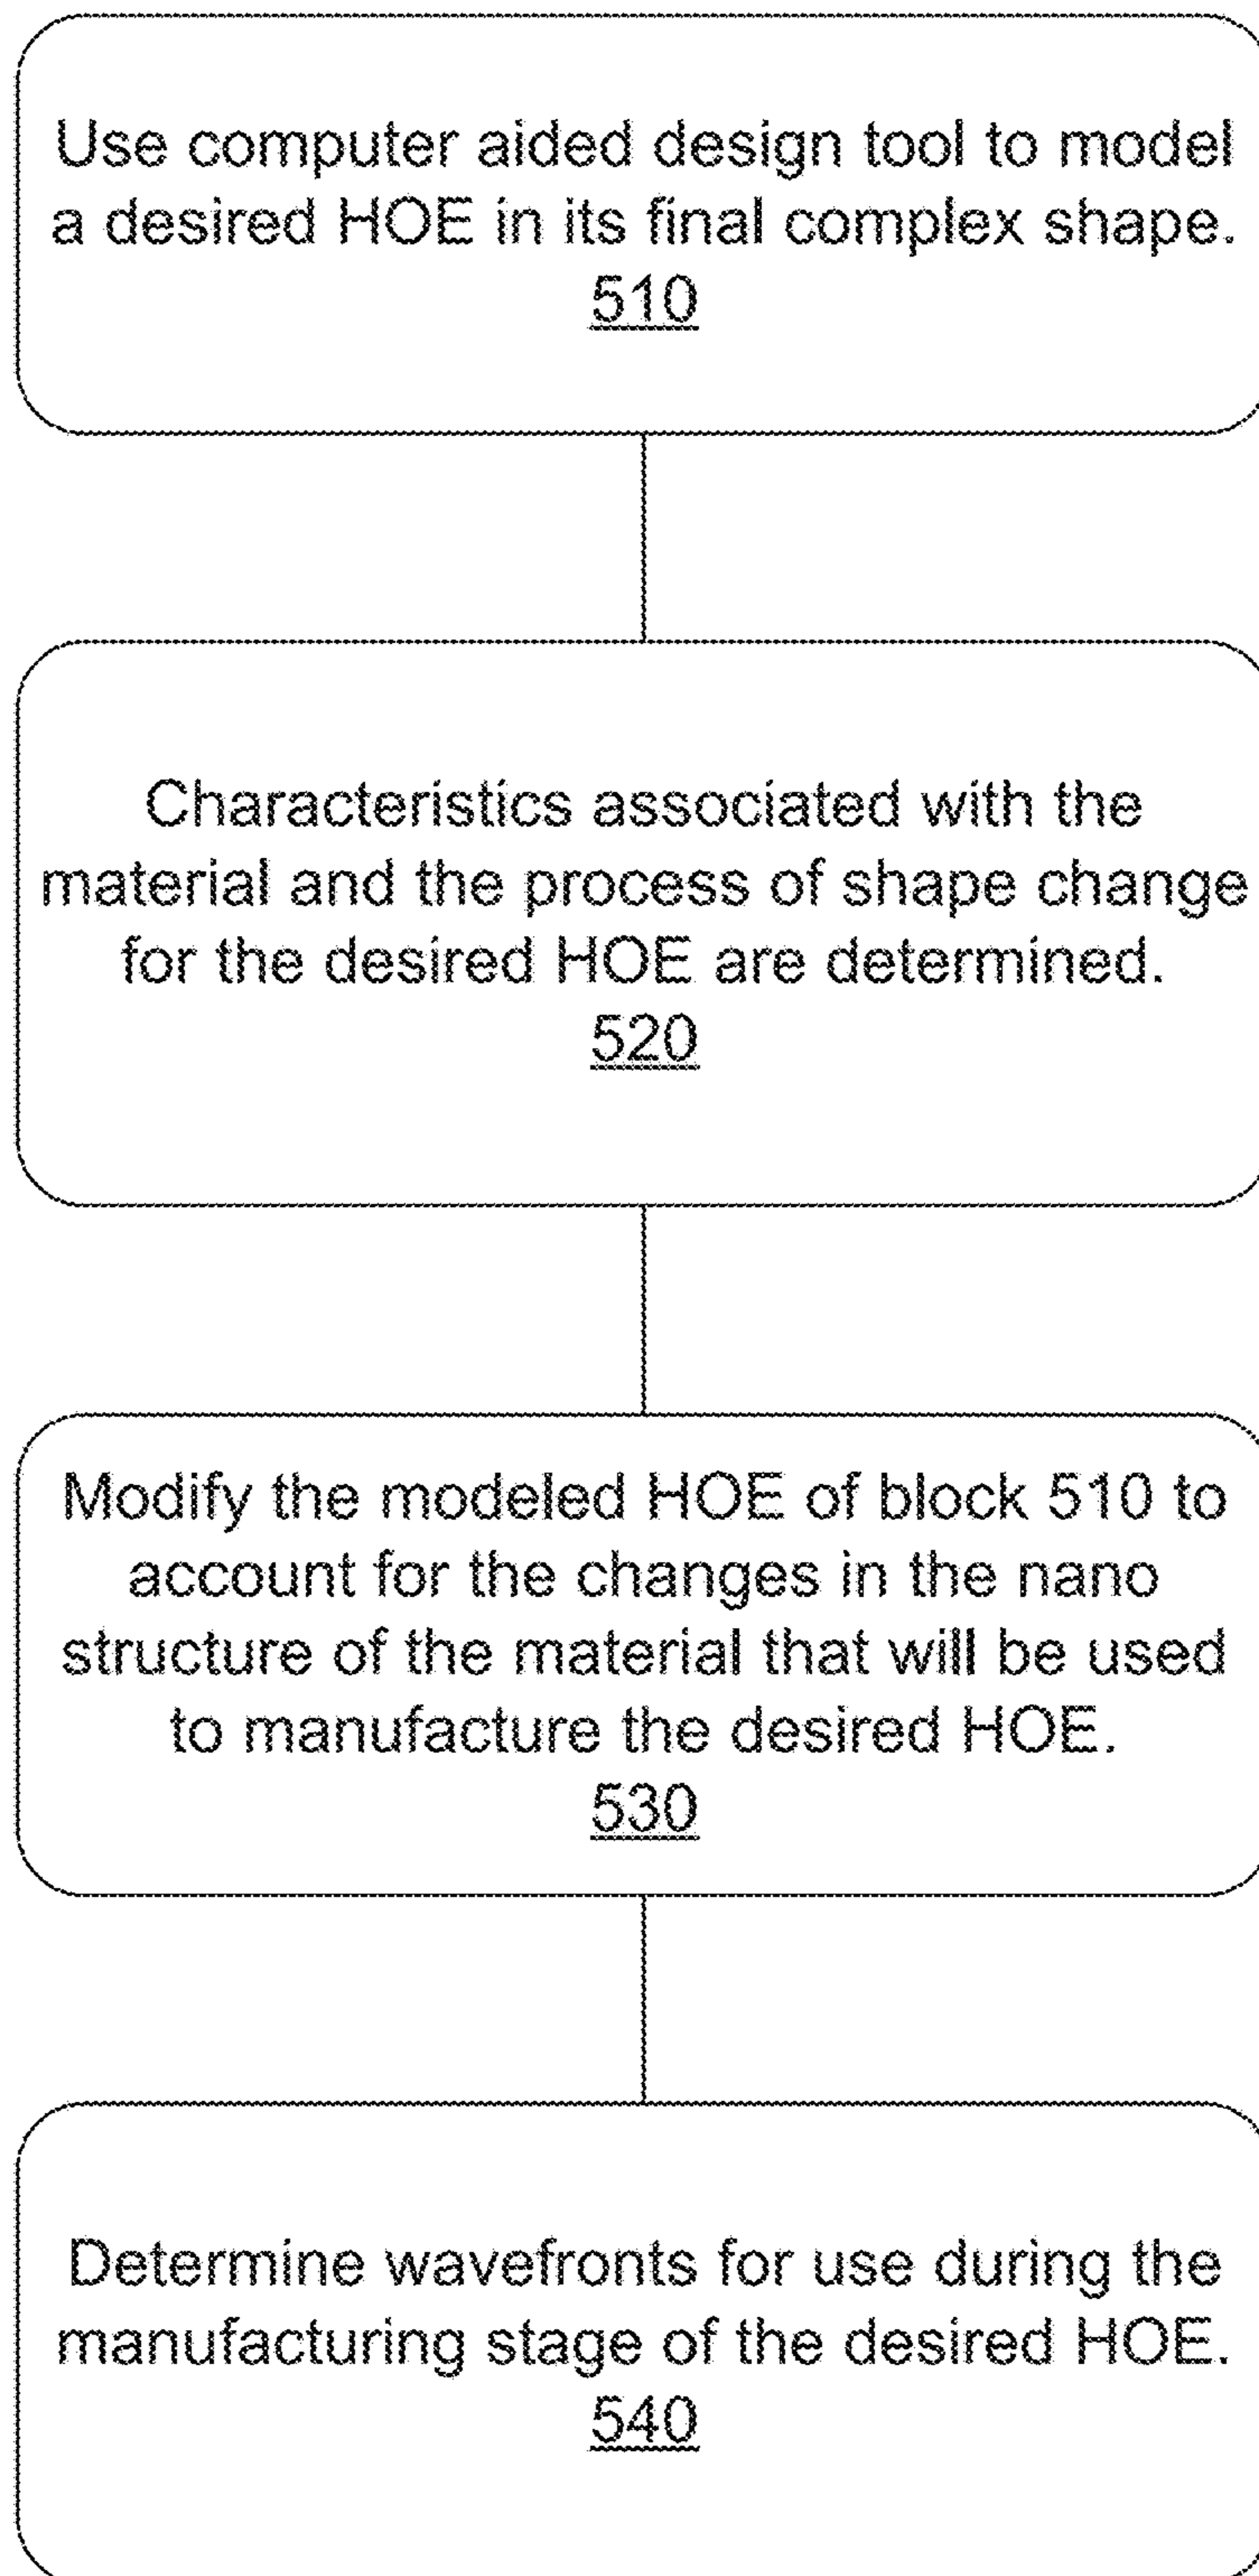 Use computer aided design tool to model
a desired HOE in its final complex shape.
510
Characteristics associated with the
material and the process of shape change
for the desired HOE are determined.
520
Modify the modeled HOE of block 510 to
account for the changes in the nano
structure of the material that will be used
to manufacture the desired HOE.
530
Determine wavefronts for use during the
manufacturing stage of the desired HOE.
540